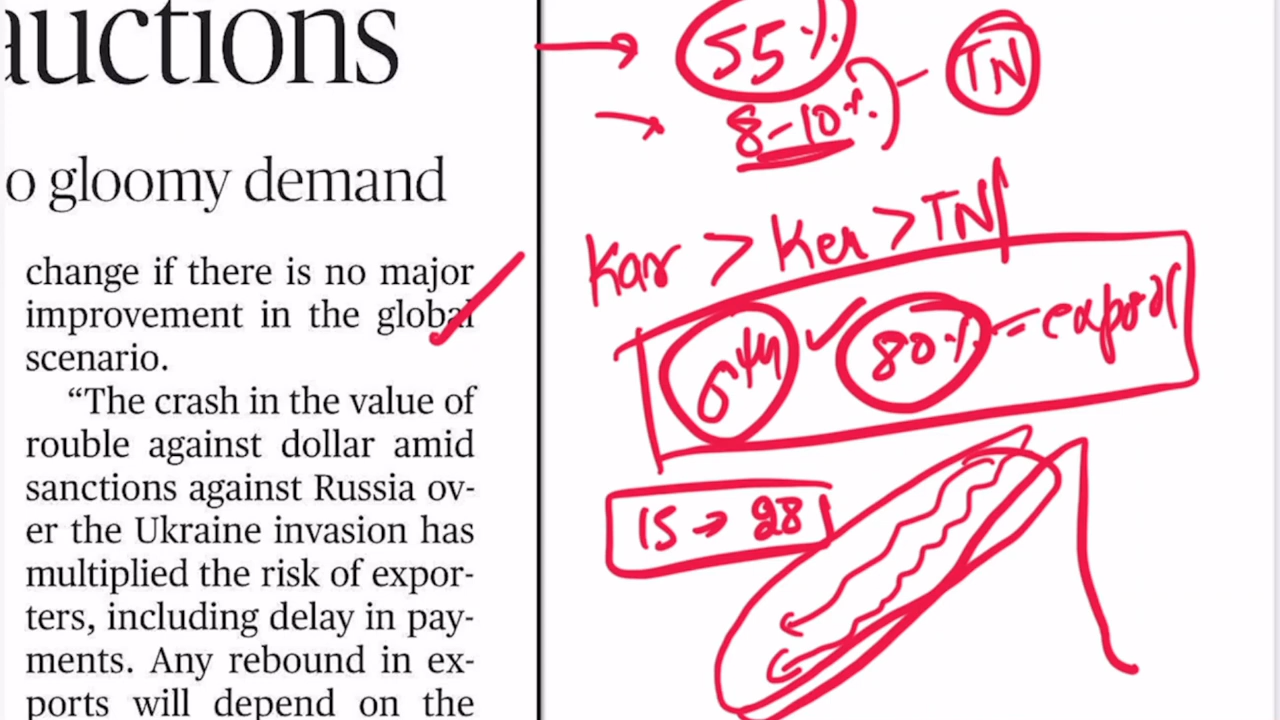 auctions
o gloomy demand
change if there is no major
improvement in the global
scenario.
“The crash in the value of
rouble against dollar amid
sanctions against Russia ov-
er the Ukraine invasion has
multiplied the risk of expor-
ters, including delay in pay-
ments. Any rebound in ex-
ports will depend on the
55%
8-10%. - TN
Kar > Ker > TN
80% = export
15 → 28